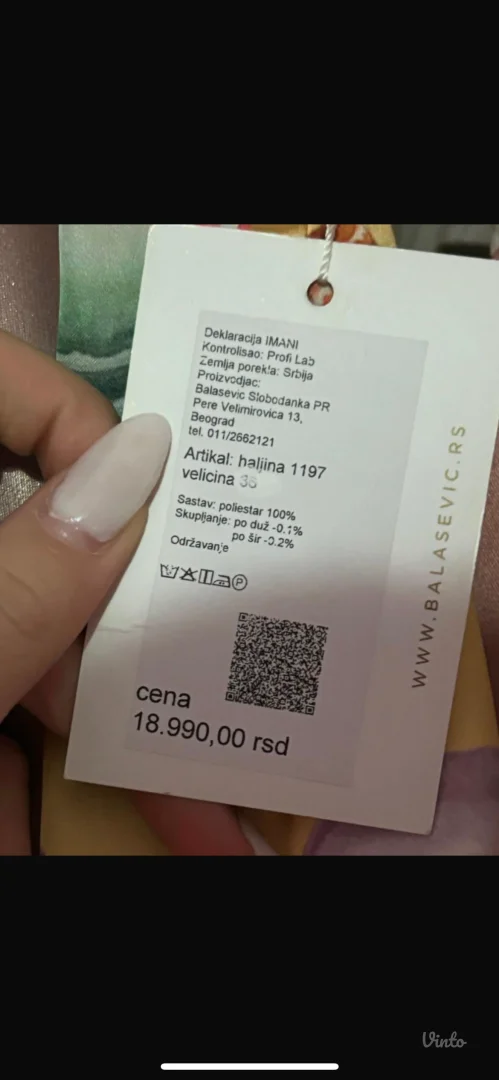 Deklaracija IMANI
Kontrolisao: Profi Lab
Zemlja porekla: Srbija
Proizvodjac:
Balasevic Slobodanka PR
Pere Velimirovica 13,
Beograd
tel. 011/2662121
Artikal: haljina 1197
velicina
Sastav: poliestar 100%
Skupljanje: po duž -0.1%
po šir -0.2%
Održavanje
P
cena
18.990,00 rsd
WWW.BALASEVIC.RS
Vinto